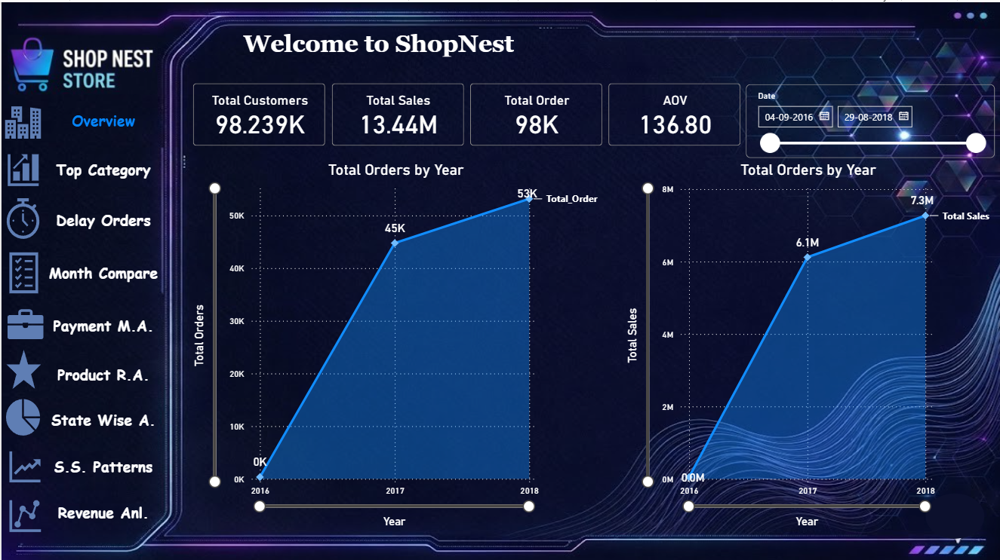 Welcome to ShopNest
SHOP NEST
STORE
Overview
Top Category
Delay Orders
Month Compare
Payment M.A.
Product R.A.
State Wise A.
S.S. Patterns
Revenue Anl.
Total Customers
98.239K
Total Sales
13.44M
Total Order
98K
AOV
136.80
Date
04-09-2016
29-08-2018
Total Orders by Year
Total Orders
50K
40K
30K
20K
10K
0K
0K
45K
53K
Total_Order
2016
2017
2018
Year
Total Orders by Year
Total Sales
8M
6M
4M
2M
0M
0.0M
6.1M
7.3M
Total Sales
2016
2017
2018
Year